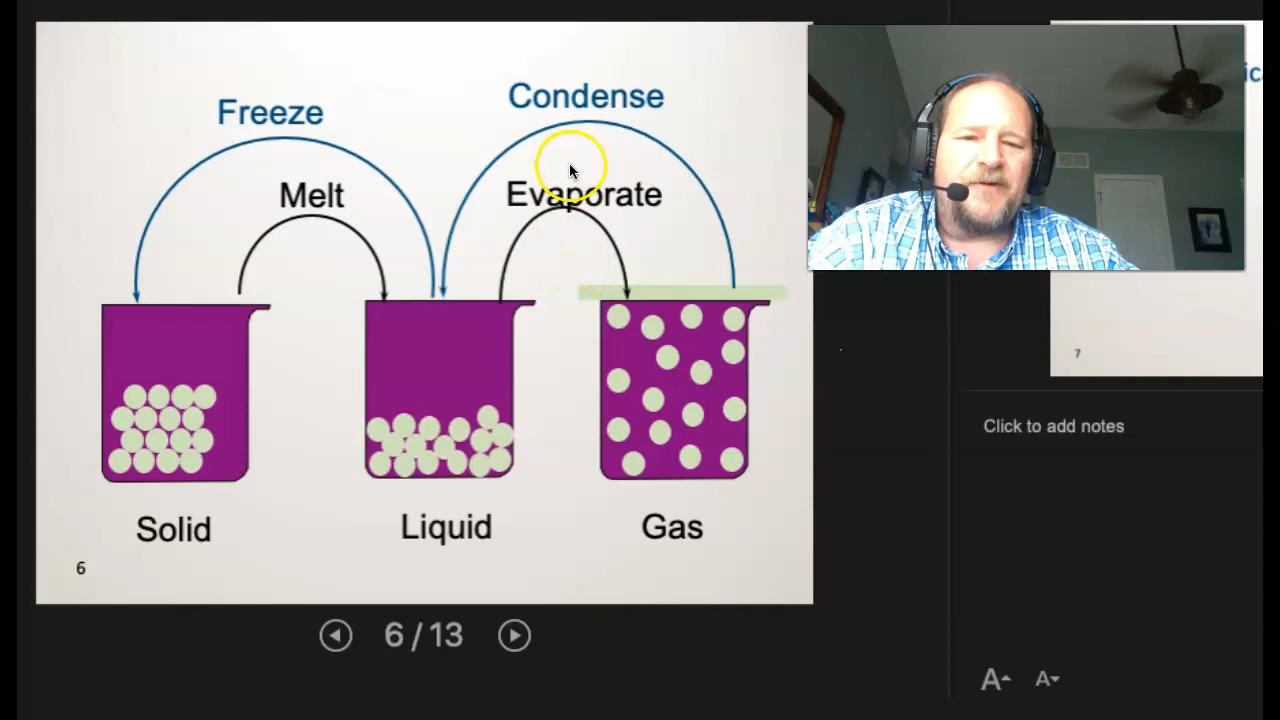 Freeze
Condense
Melt
Evaporate
Solid
Liquid
Gas
6
6 / 13
7
Click to add notes
A
A